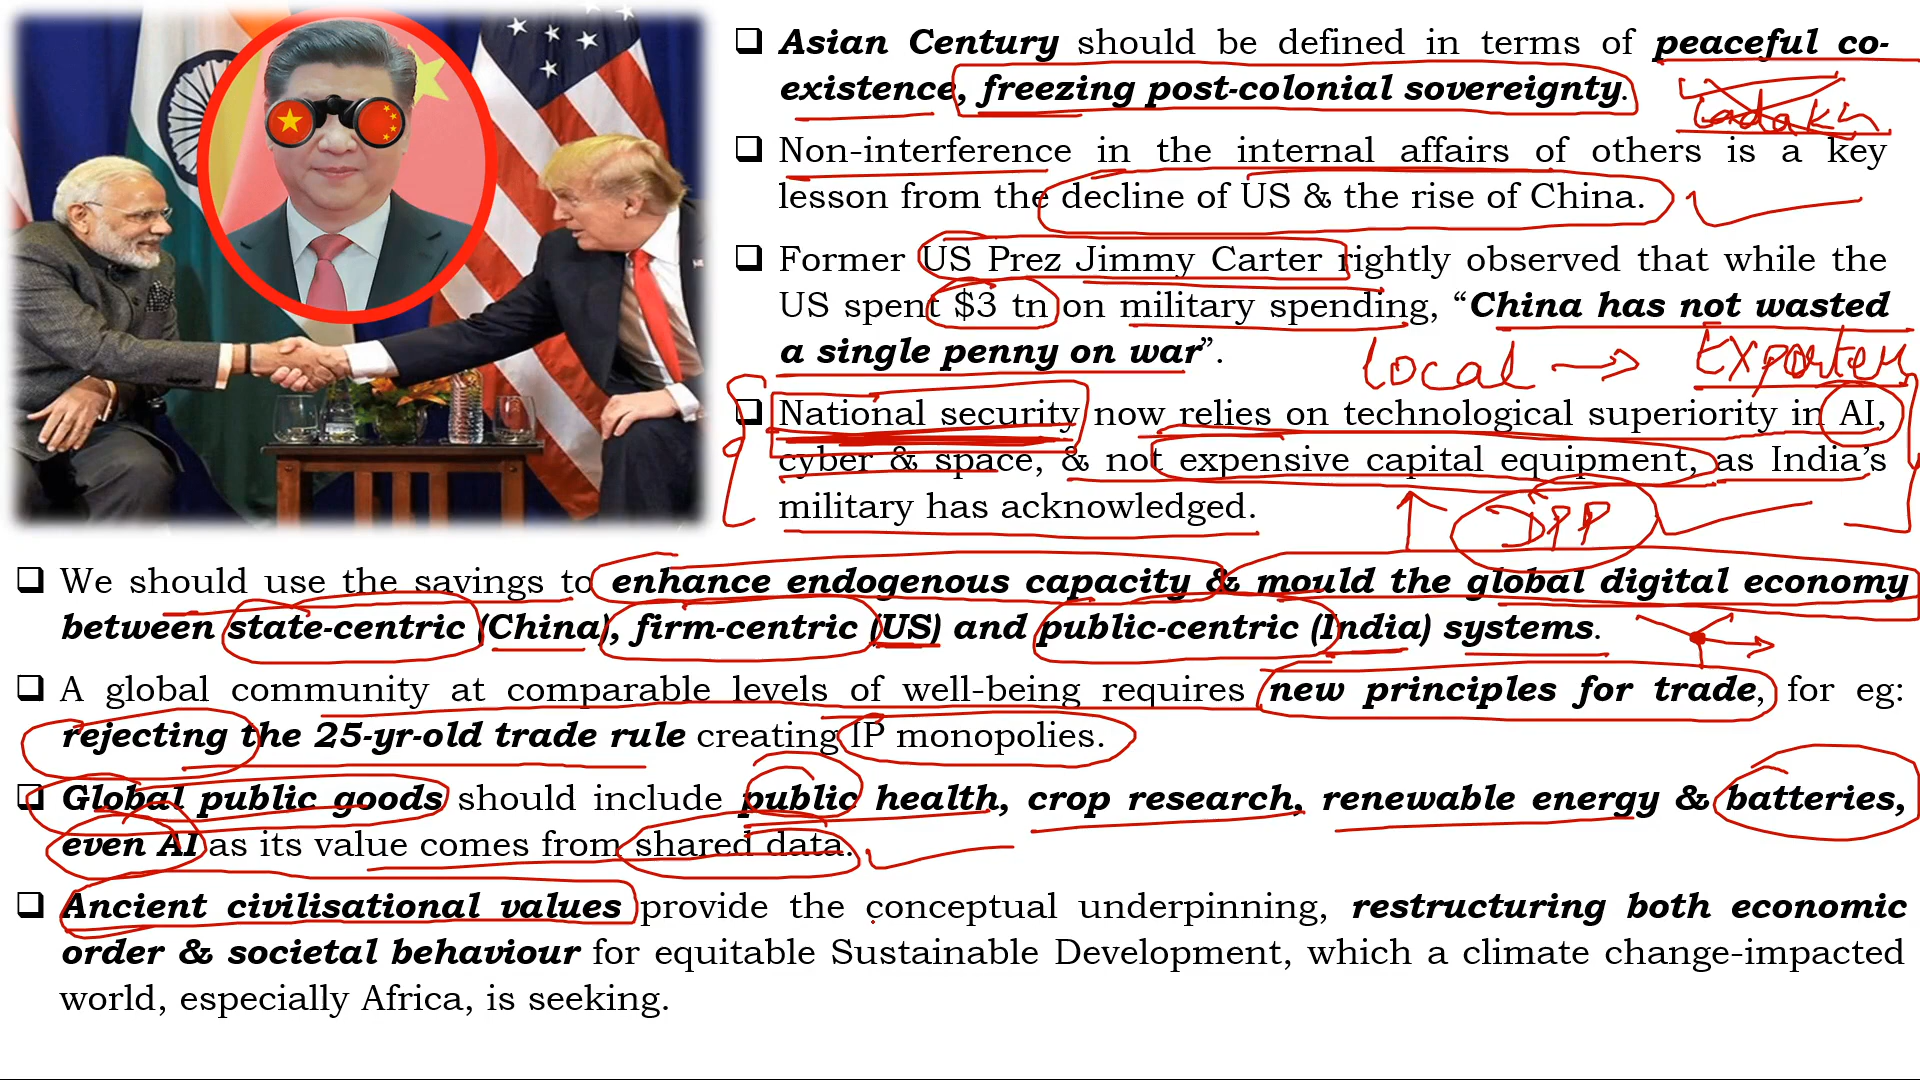 ❑ Asian Century should be defined in terms of peaceful co-
existence, freezing post-colonial sovereignty.
Ladakh
❑ Non-interference in the internal affairs of others is a key
lesson from the decline of US & the rise of China.
❑ Former US Prez Jimmy Carter rightly observed that while the
US spent $3 tn on military spending, “China has not wasted
a single penny on war”.
local → Exporter
❑ National security now relies on technological superiority in AI,
cyber & space, & not expensive capital equipment, as India’s
military has acknowledged.
↑ DPP
❑ We should use the savings to enhance endogenous capacity & mould the global digital economy
between state-centric (China), firm-centric (US) and public-centric (India) systems.
❑ A global community at comparable levels of well-being requires new principles for trade, for eg:
rejecting the 25-yr-old trade rule creating IP monopolies.
❑ Global public goods should include public health, crop research, renewable energy & batteries,
even AI as its value comes from shared data.
❑ Ancient civilisational values provide the conceptual underpinning, restructuring both economic
order & societal behaviour for equitable Sustainable Development, which a climate change-impacted
world, especially Africa, is seeking.